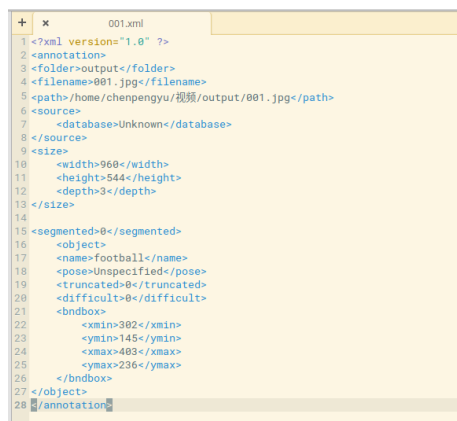 + × 001.xml
1 <?xml version="1.0" ?>
2 <annotation>
3 <folder>output</folder>
4 <filename>001.jpg</filename>
5 <path>/home/chenpengyu/视频/output/001.jpg</path>
6 <source>
7     <database>Unknown</database>
8 </source>
9 <size>
10     <width>960</width>
11     <height>544</height>
12     <depth>3</depth>
13 </size>
14
15 <segmented>0</segmented>
16     <object>
17     <name>football</name>
18     <pose>Unspecified</pose>
19     <truncated>0</truncated>
20     <difficult>0</difficult>
21     <bndbox>
22         <xmin>302</xmin>
23         <ymin>145</ymin>
24         <xmax>403</xmax>
25         <ymax>236</ymax>
26     </bndbox>
27 </object>
28 </annotation>